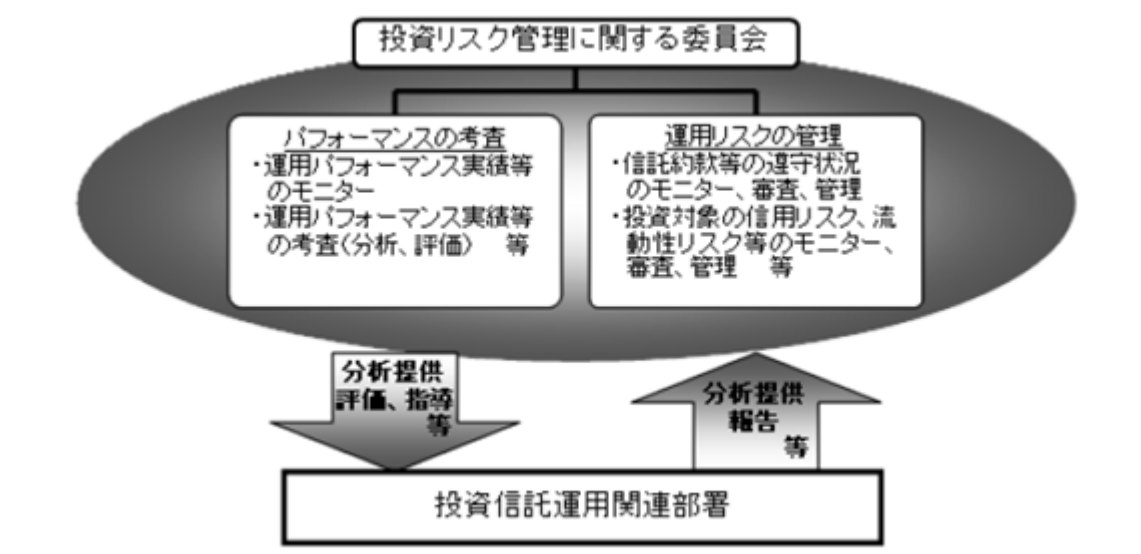 投資リスク管理に関する委員会
パフォーマンスの考査
・運用パフォーマンス実績等
のモニター
・運用パフォーマンス実績等
の考査(分析、評価) 等
運用リスクの管理
・信託約款等の遵守状況
のモニター、審査、管理
・投資対象の信用リスク、流
動性リスク等のモニター、
審査、管理 等
分析提供
評価、指導
等
分析提供
報告
等
投資信託運用関連部署